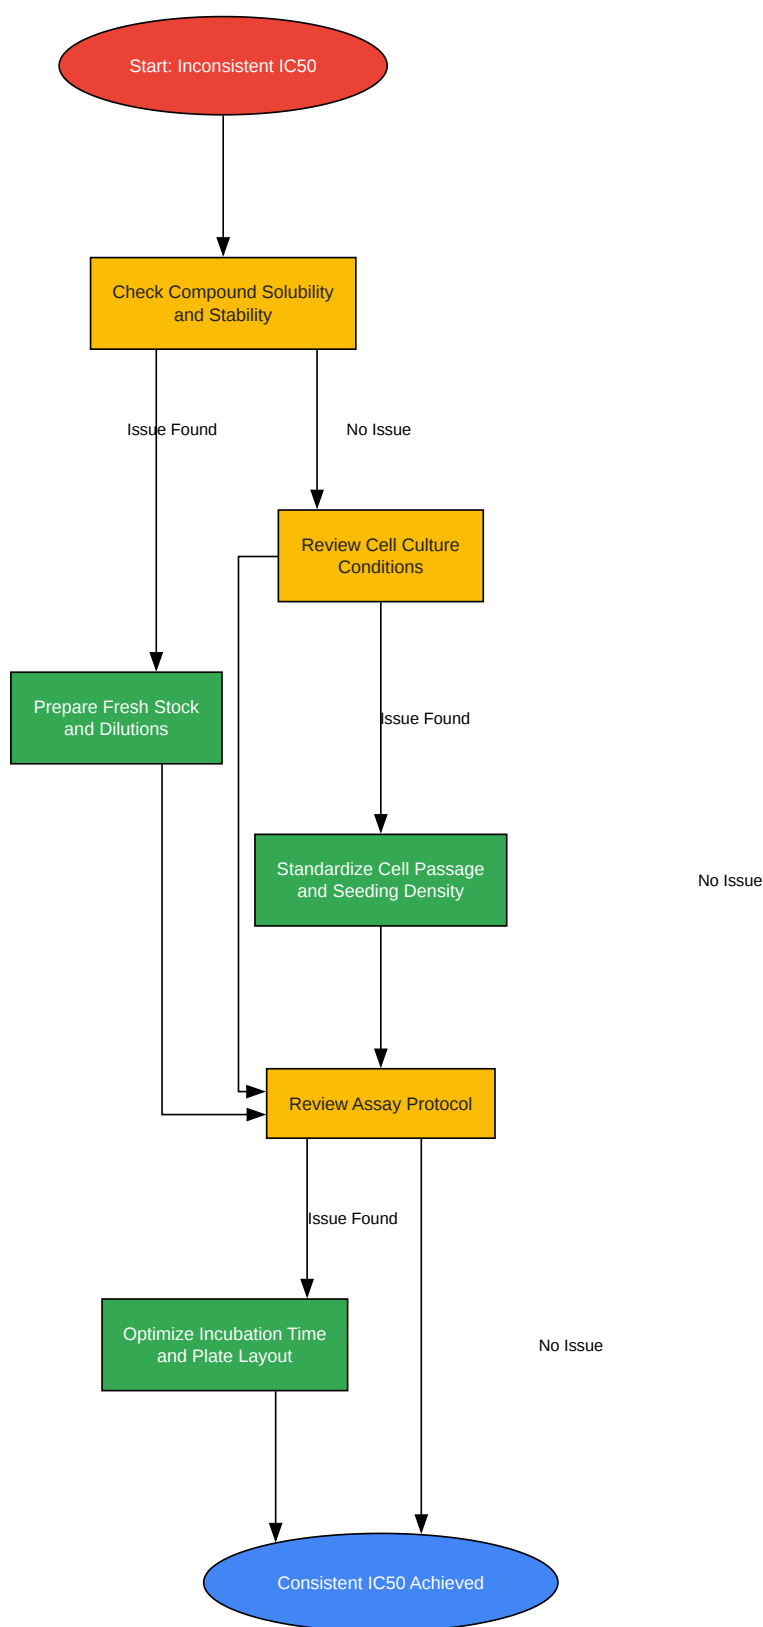 Start: Inconsistent IC50
Check Compound Solubility
and Stability
Issue Found
No Issue
Review Cell Culture
Conditions
Prepare Fresh Stock
and Dilutions
Issue Found
Standardize Cell Passage
and Seeding Density
No Issue
Review Assay Protocol
Issue Found
Optimize Incubation Time
and Plate Layout
No Issue
Consistent IC50 Achieved